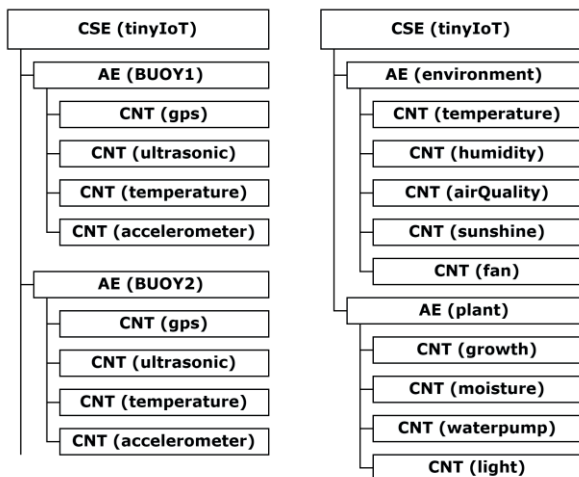 CSE (tinyIoT)
AE (BUOY1)
CNT (gps)
CNT (ultrasonic)
CNT (temperature)
CNT (accelerometer)
AE (BUOY2)
CNT (gps)
CNT (ultrasonic)
CNT (temperature)
CNT (accelerometer)
CSE (tinyIoT)
AE (environment)
CNT (temperature)
CNT (humidity)
CNT (airQuality)
CNT (sunshine)
CNT (fan)
AE (plant)
CNT (growth)
CNT (moisture)
CNT (waterpump)
CNT (light)